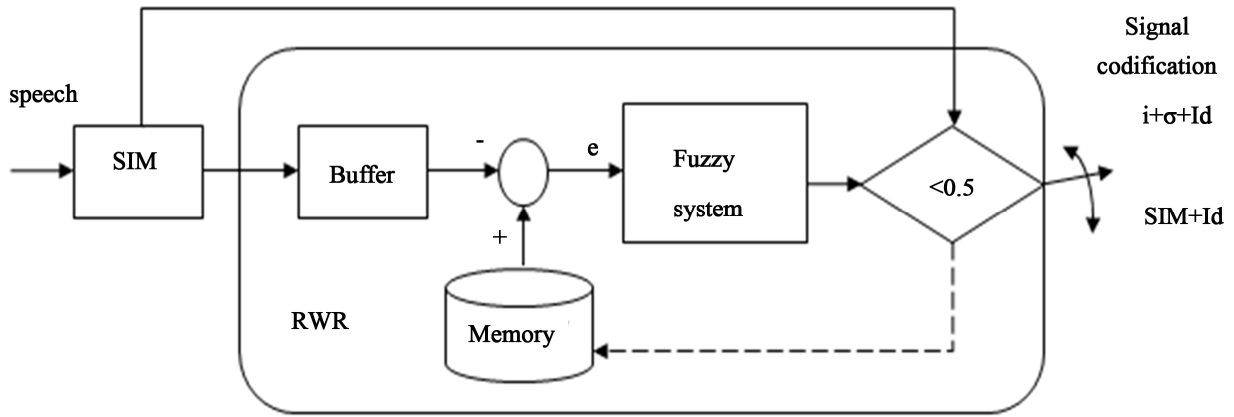 Signal
codification
i+σ+Id
SIM+Id
speech
SIM
Buffer
-
+
e
Fuzzy
system
<0.5
RWR
Memory